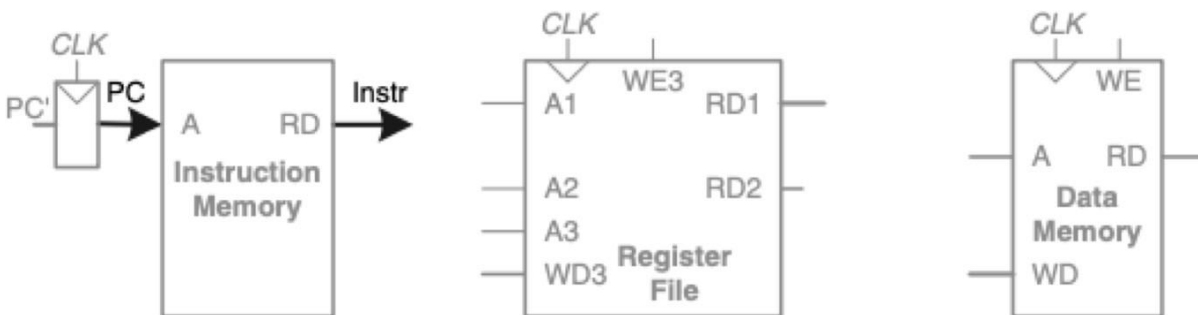 CLK
PC'
PC
A
RD
Instruction
Memory
Instr
CLK
WE3
A1
RD1
A2
RD2
A3
WD3
Register
File
CLK
WE
A
RD
Data
Memory
WD